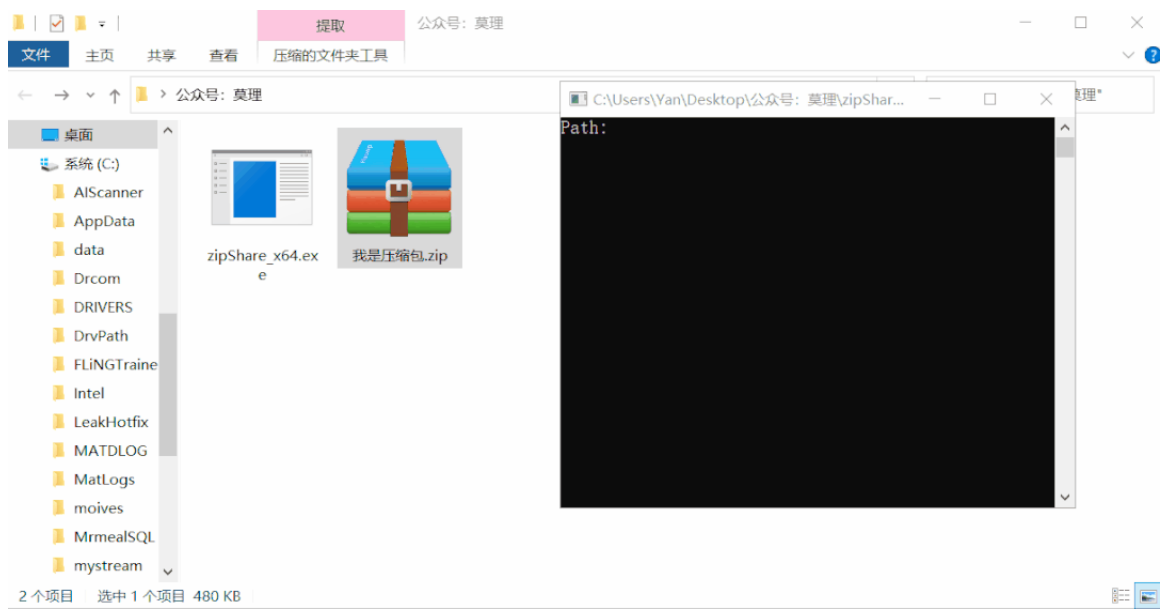 提取
公众号：莫理
文件
主页
共享
查看
压缩的文件夹工具
公众号：莫理
莫理"
桌面
系统 (C:)
AIScanner
AppData
data
Drcom
DRIVERS
DrvPath
FLiNGTraine
Intel
LeakHotfix
MATDLOG
MatLogs
moives
MrmealSQL
mystream
zipShare_x64.ex
e
我是压缩包.zip
C:\Users\Yan\Desktop\公众号：莫理\zipShar...
Path:
2 个项目
选中 1 个项目 480 KB